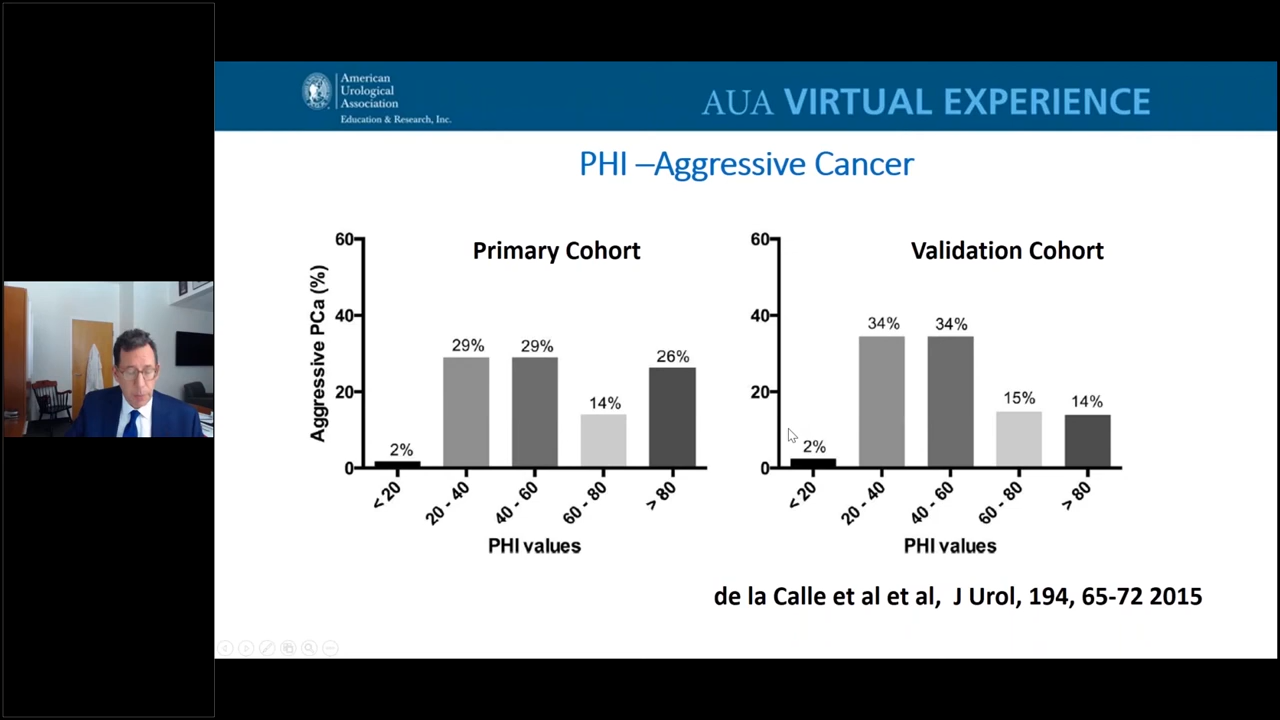 American
Urological
Association
Education & Research, Inc.
AUA VIRTUAL EXPERIENCE
PHI –Aggressive Cancer
Primary Cohort
Aggressive PCa (%)
60
40
20
0
2%
29%
29%
14%
26%
< 20
20 - 40
40 - 60
60 - 80
> 80
PHI values
Validation Cohort
60
40
20
0
2%
34%
34%
15%
14%
< 20
20 - 40
40 - 60
60 - 80
> 80
PHI values
de la Calle et al et al, J Urol, 194, 65-72 2015